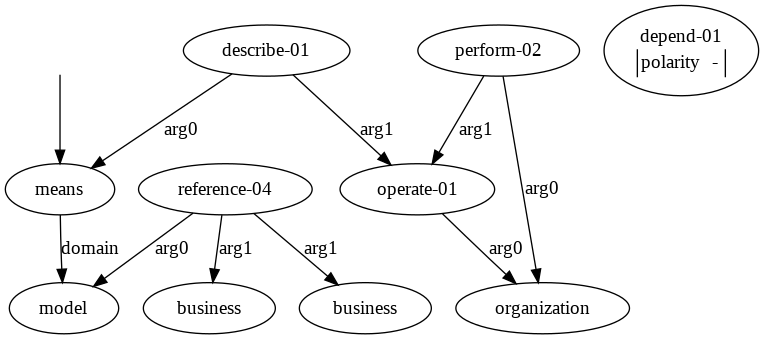 describe-01
perform-02
depend-01
polarity -
arg0
arg1
arg1
means
reference-04
operate-01
arg0
domain
arg0
arg1
arg1
arg0
model
business
business
organization